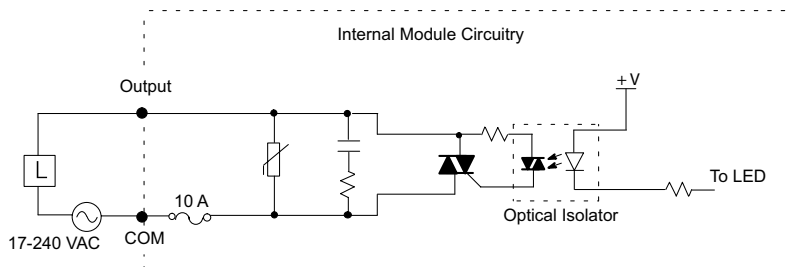 Internal Module Circuitry
Output
+V
L
10 A
To LED
Optical Isolator
COM
17-240 VAC